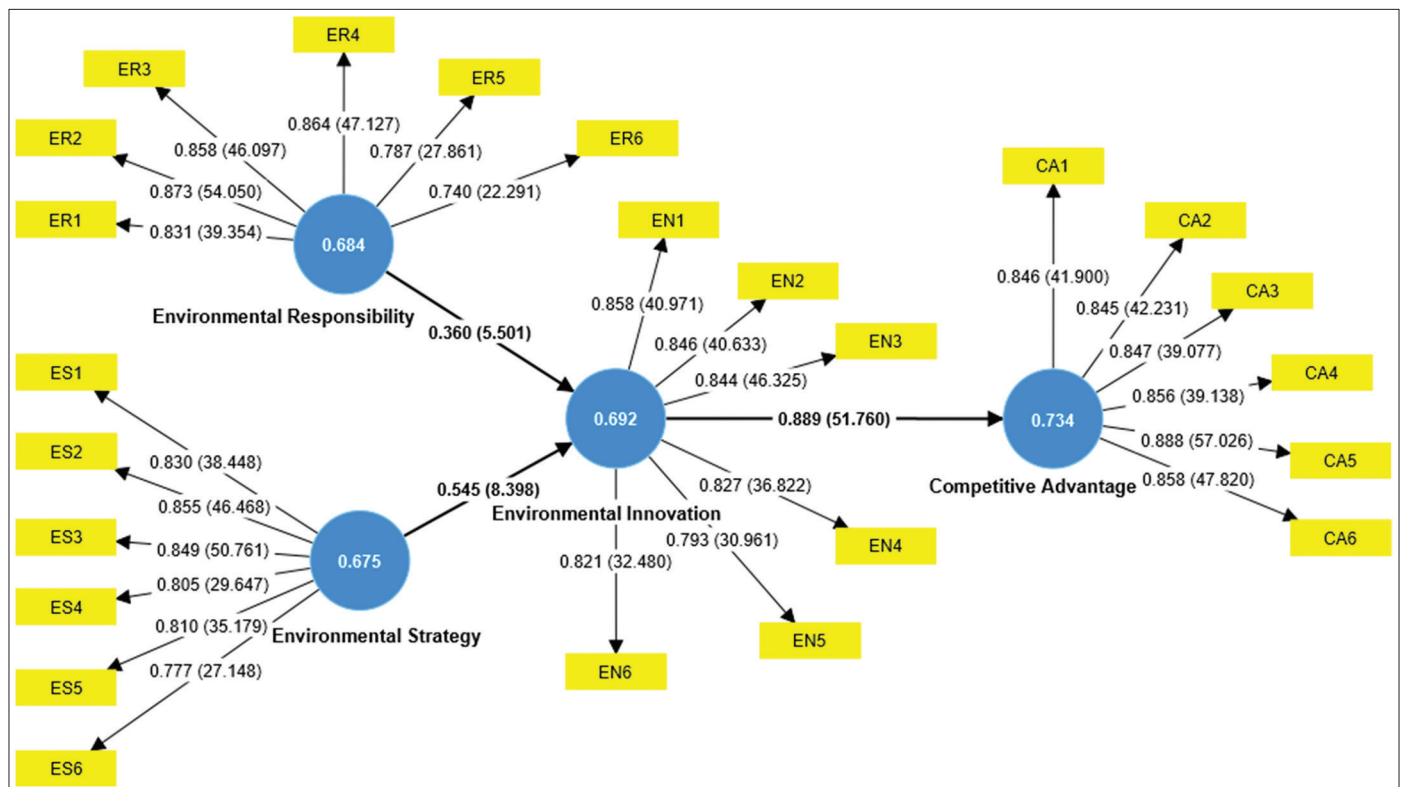 ER4
ER3
ER5
ER2
ER6
ER1
0.864 (47.127)
0.858 (46.097)
0.787 (27.861)
0.873 (54.050)
0.740 (22.291)
0.831 (39.354)
0.684
Environmental Responsibility
0.360 (5.501)
ES1
ES2
ES3
ES4
ES5
ES6
0.830 (38.448)
0.855 (46.468)
0.849 (50.761)
0.805 (29.647)
0.810 (35.179)
0.777 (27.148)
0.675
Environmental Strategy
0.545 (8.398)
EN1
EN2
EN3
0.858 (40.971)
0.846 (40.633)
0.844 (46.325)
0.692
Environmental Innovation
0.827 (36.822)
0.793 (30.961)
0.821 (32.480)
EN4
EN5
EN6
0.889 (51.760)
CA1
CA2
CA3
CA4
CA5
CA6
0.846 (41.900)
0.845 (42.231)
0.847 (39.077)
0.856 (39.138)
0.888 (57.026)
0.858 (47.820)
0.734
Competitive Advantage